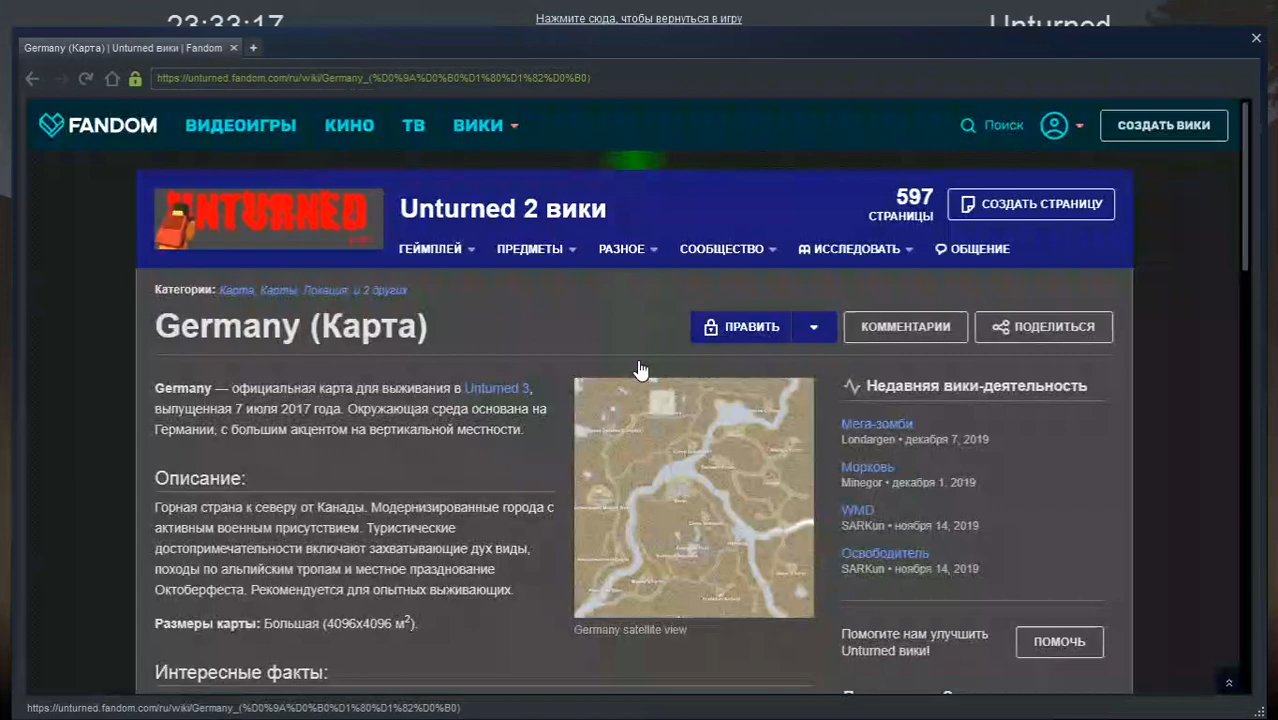 23:33:17
Нажмите сюда, чтобы вернуться в игру
Unturned
Germany (Карта) | Unturned вики | Fandom
https://unturned.fandom.com/ru/wiki/Germany_(%D0%9A%D0%B0%D1%80%D1%82%D0%B0)
FANDOM
ВИДЕОИГРЫ
КИНО
ТВ
ВИКИ
Поиск
СОЗДАТЬ ВИКИ
UNTURNED
Unturned 2 вики
597
СТРАНИЦЫ
СОЗДАТЬ СТРАНИЦУ
ГЕЙМПЛЕЙ
ПРЕДМЕТЫ
РАЗНОЕ
СООБЩЕСТВО
ИССЛЕДОВАТЬ
ОБЩЕНИЕ
Категории: Карта, Карты, Локация, и 2 других
Germany (Карта)
ПРАВИТЬ
КОММЕНТАРИИ
ПОДЕЛИТЬСЯ
Germany — официальная карта для выживания в Unturned 3,
выпущенная 7 июля 2017 года. Окружающая среда основана на
Германии, с большим акцентом на вертикальной местности.
Описание:
Горная страна к северу от Канады. Модернизированные города с
активным военным присутствием. Туристические
достопримечательности включают захватывающие дух виды,
походы по альпийским тропам и местное празднование
Октоберфеста. Рекомендуется для опытных выживающих.
Размеры карты: Большая (4096x4096 м2).
Интересные факты:
Germany satellite view
Недавняя вики-деятельность
Мега-зомби
Londargen • декабря 7, 2019
Морковь
Minegor • декабря 1, 2019
WMD
SARKun • ноября 14, 2019
Освободитель
SARKun • ноября 14, 2019
Помогите нам улучшить
Unturned вики!
ПОМОЧЬ
https://unturned.fandom.com/ru/wiki/Germany_(%D0%9A%D0%B0%D1%80%D1%82%D0%B0)